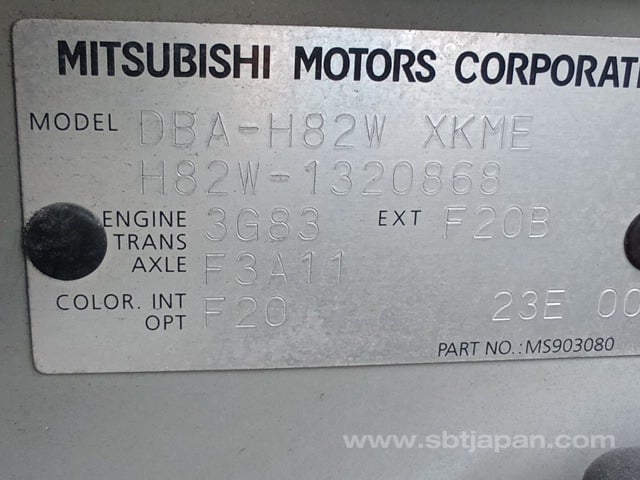 MITSUBISHI MOTORS CORPORATI
MODEL DBA-H82W XKME
H82W-1320868
ENGINE 3G83 EXT F20B
TRANS
AXLE F3A11
COLOR. INT F20 23E 00
OPT
PART NO.:MS903080
www.sbtjapan.com